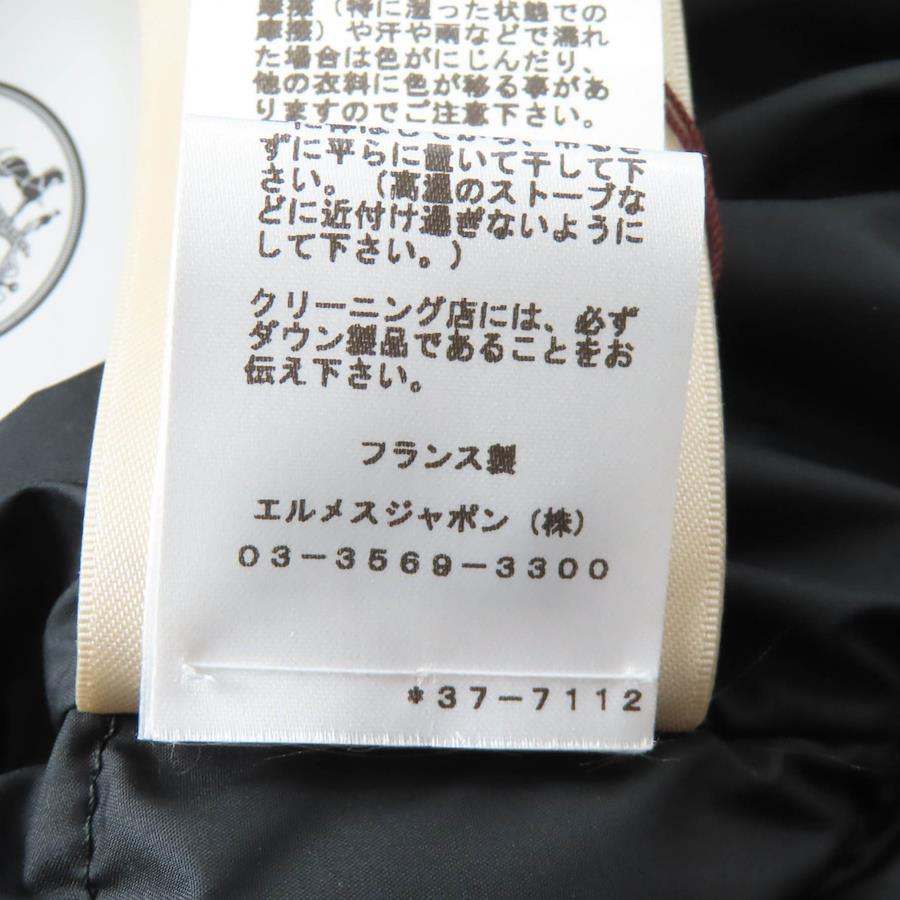 摩擦（特に湿った状態での
摩擦）や汗や雨などで濡れ
た場合は色がにじんだり、
他の衣料に色が移る事があ
りますのでご注意下さい。
ずに平らに置いて干して下
さい。（高温のストーブな
どに近付け過ぎないように
して下さい。)
クリーニング店には、必ず
ダウン製品であることをお
伝え下さい。
フランス製
エルメスジャポン（株）
03-3569-3300
*37-7112